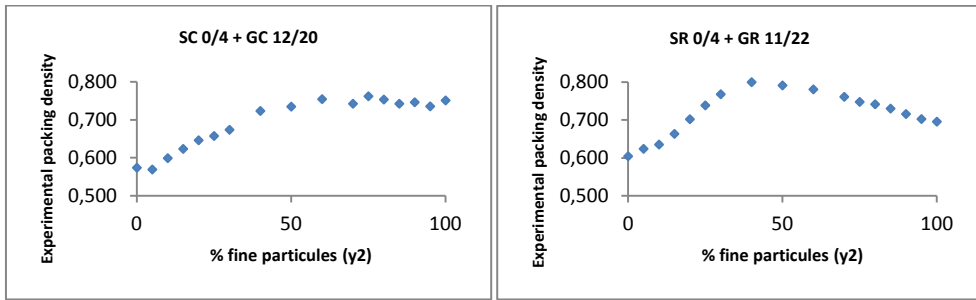 SC 0/4 + GC 12/20
Experimental packing density
0,800
0,700
0,600
0,500
0
50
100
% fine particules (y2)
SR 0/4 + GR 11/22
Experimental packing density
0,800
0,700
0,600
0,500
0
50
100
% fine particules (y2)